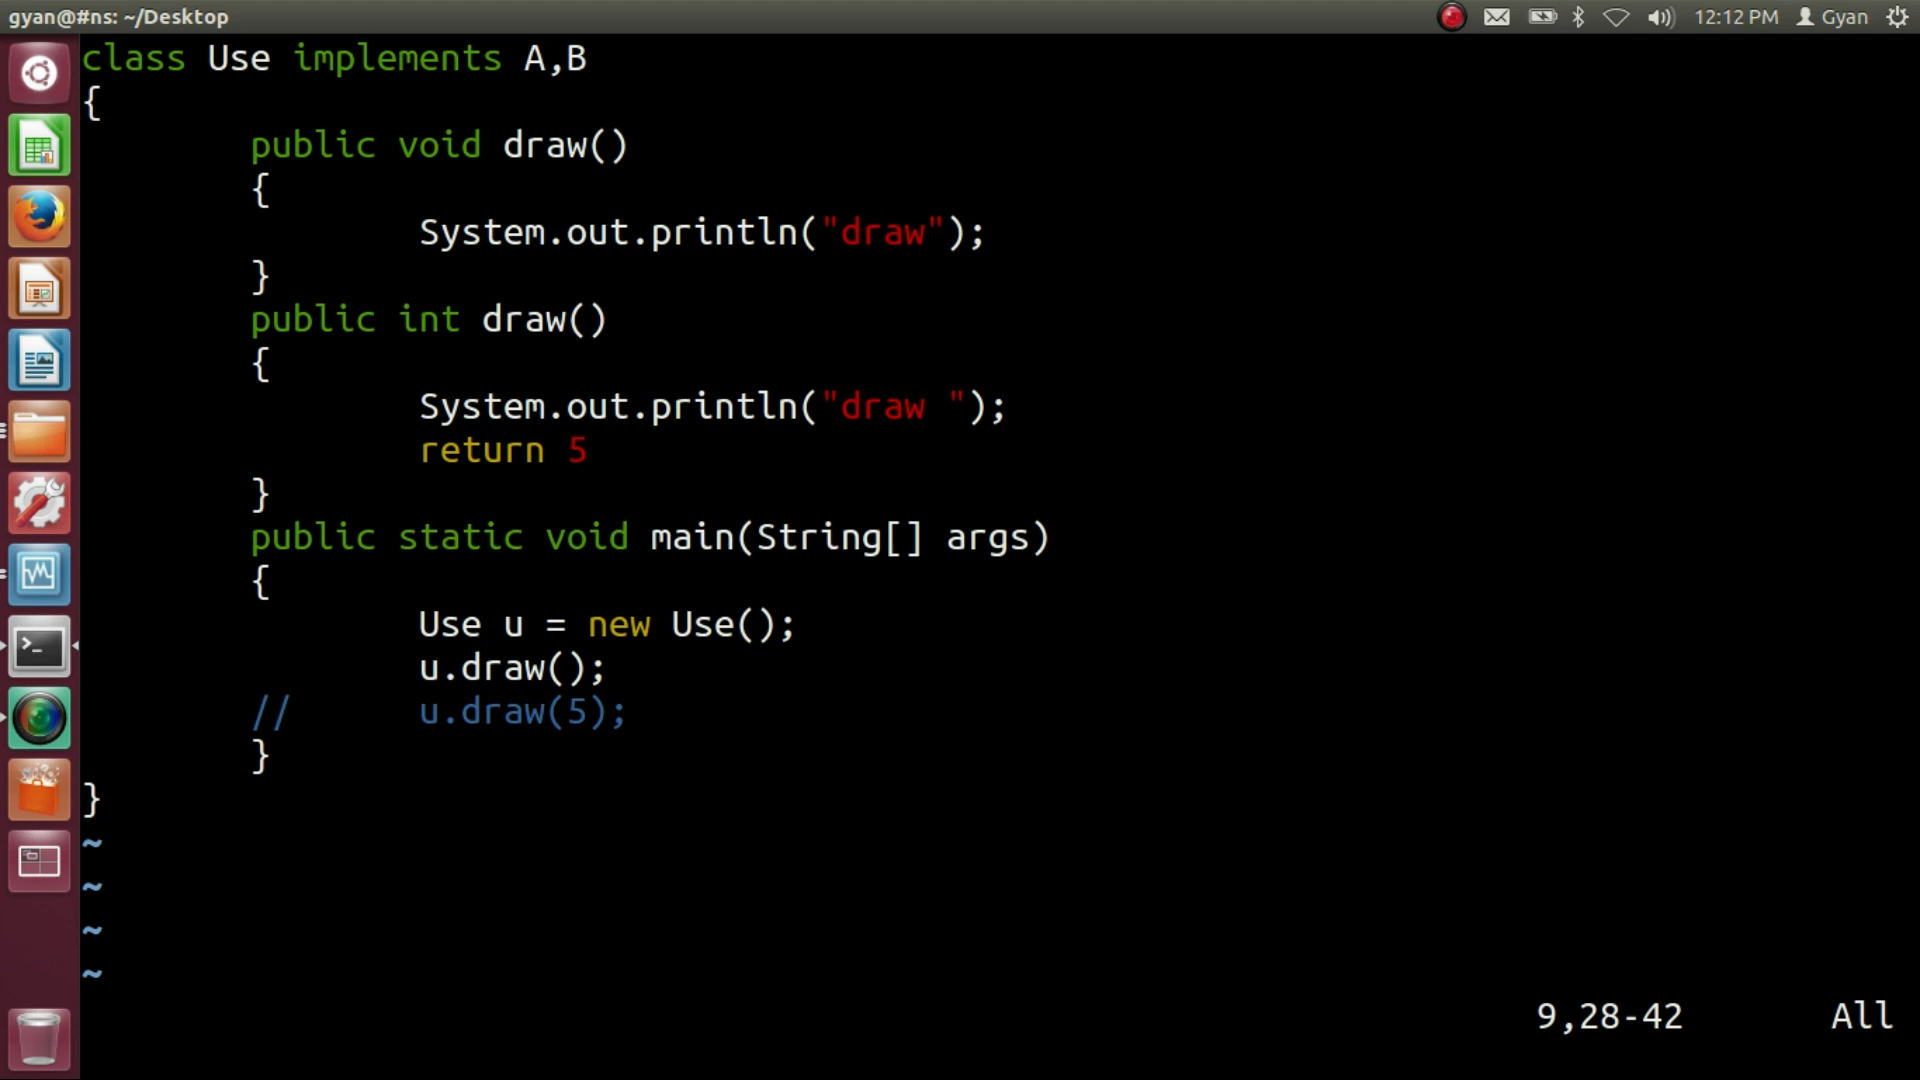 gyan@#ns: ~/Desktop
12:12 PM Gyan
class Use implements A,B
{
public void draw()
{
System.out.println("draw");
}
public int draw()
{
System.out.println("draw ");
return 5
}
public static void main(String[] args)
{
Use u = new Use();
u.draw();
// u.draw(5);
}
}
~
~
~
~
9,28-42 All